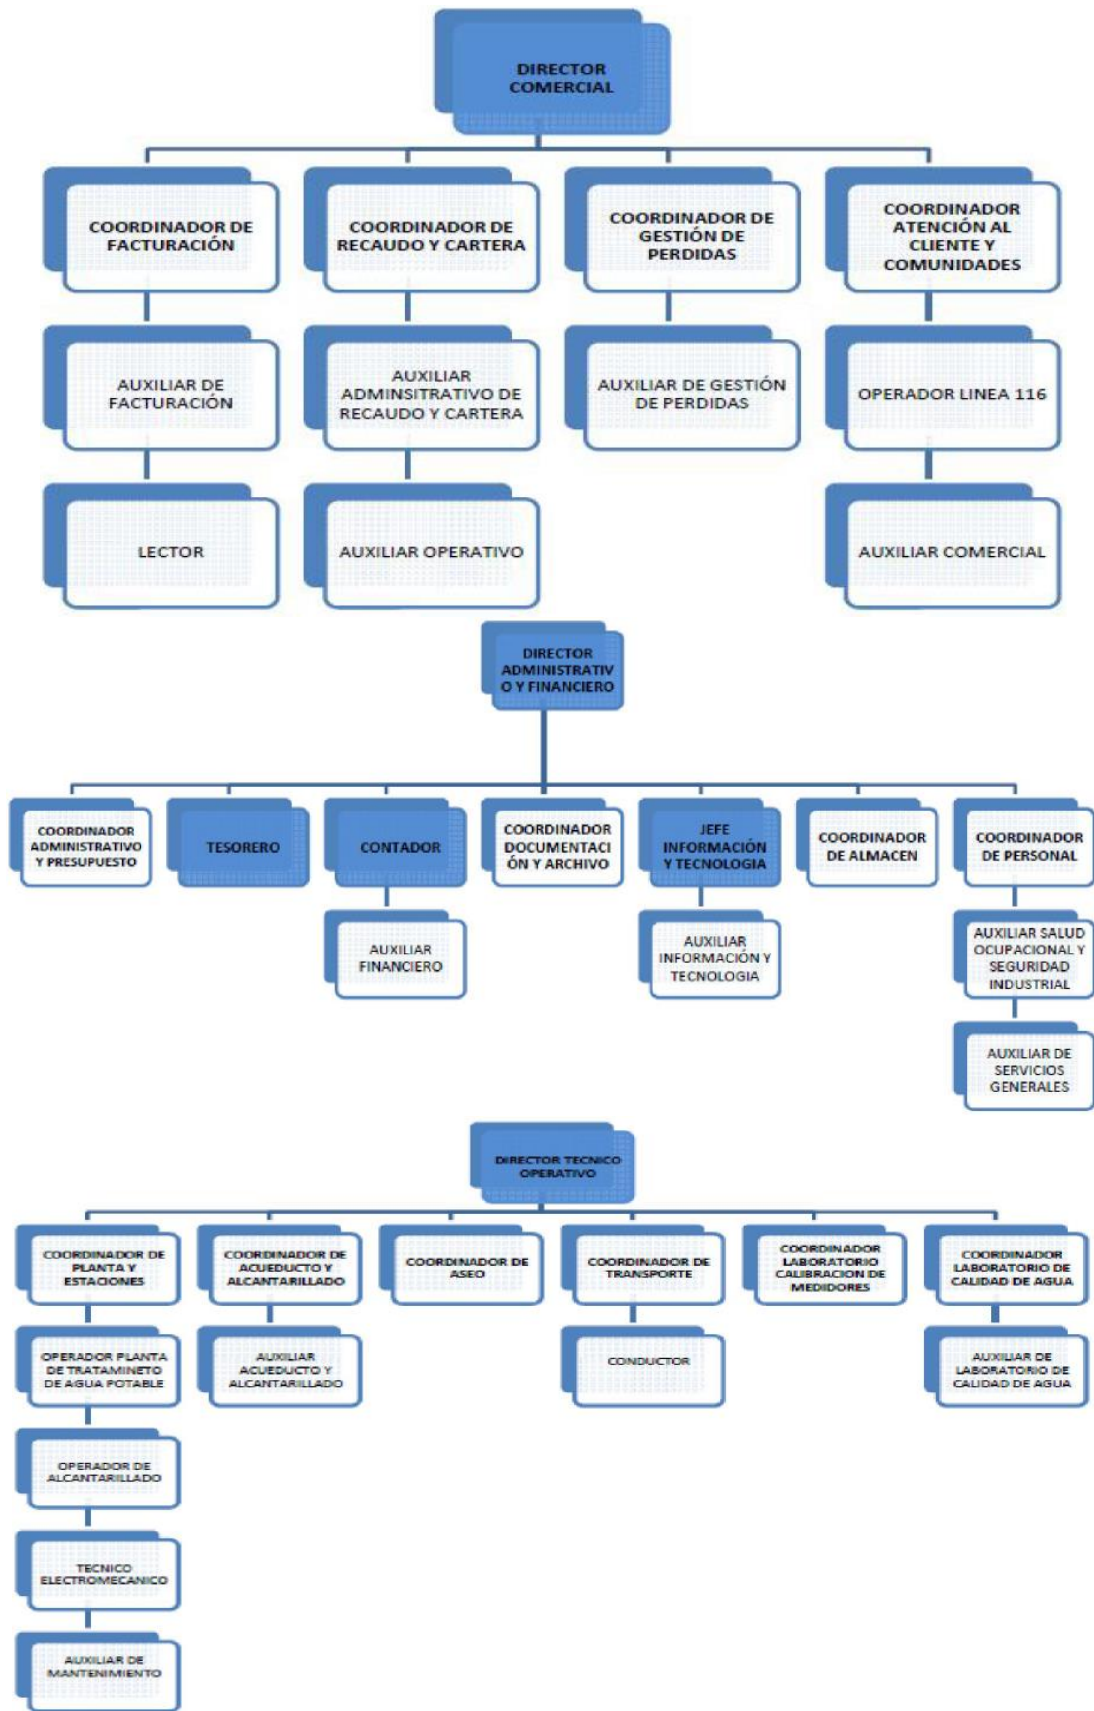 DIRECTOR
COMERCIAL
COORDINADOR DE
FACTURACIÓN
COORDINADOR DE
RECAUDO Y CARTERA
COORDINADOR DE
GESTIÓN DE
PERDIDAS
COORDINADOR
ATENCIÓN AL
CLIENTE Y
COMUNIDADES
AUXILIAR DE
FACTURACIÓN
AUXILIAR
ADMINSITRATIVO DE
RECAUDO Y CARTERA
AUXILIAR DE GESTIÓN
DE PERDIDAS
OPERADOR LINEA 116
LECTOR
AUXILIAR OPERATIVO
AUXILIAR COMERCIAL
DIRECTOR
ADMINISTRATIV
O Y FINANCIERO
COORDINADOR
ADMINISTRATIVO
Y PRESUPUESTO
TESORERO
CONTADOR
COORDINADOR
DOCUMENTACI
ÓN Y ARCHIVO
JEFE
INFORMACIÓN
Y TECNOLOGIA
COORDINADOR
DE ALMACEN
COORDINADOR
DE PERSONAL
AUXILIAR
FINANCIERO
AUXILIAR
INFORMACIÓN Y
TECNOLOGIA
AUXILIAR SALUD
OCUPACIONAL Y
SEGURIDAD
INDUSTRIAL
AUXILIAR DE
SERVICIOS
GENERALES
DIRECTOR TECNICO
OPERATIVO
COORDINADOR DE
PLANTA Y
ESTACIONES
COORDINADOR DE
ACUEDUCTO Y
ALCANTARILLADO
COORDINADOR DE
ASEO
COORDINADOR DE
TRANSPORTE
COORDINADOR
LABORATORIO
CALIBRACION DE
MEDIDORES
COORDINADOR
LABORATORIO DE
CALIDAD DE AGUA
OPERADOR PLANTA
DE TRATAMINETO
DE AGUA POTABLE
AUXILIAR
ACUEDUCTO Y
ALCANTARILLADO
CONDUCTOR
AUXILIAR DE
LABORATORIO DE
CALIDAD DE AGUA
OPERADOR DE
ALCANTARILLADO
TECNICO
ELECTROMECANICO
AUXILIAR DE
MANTENIMIENTO